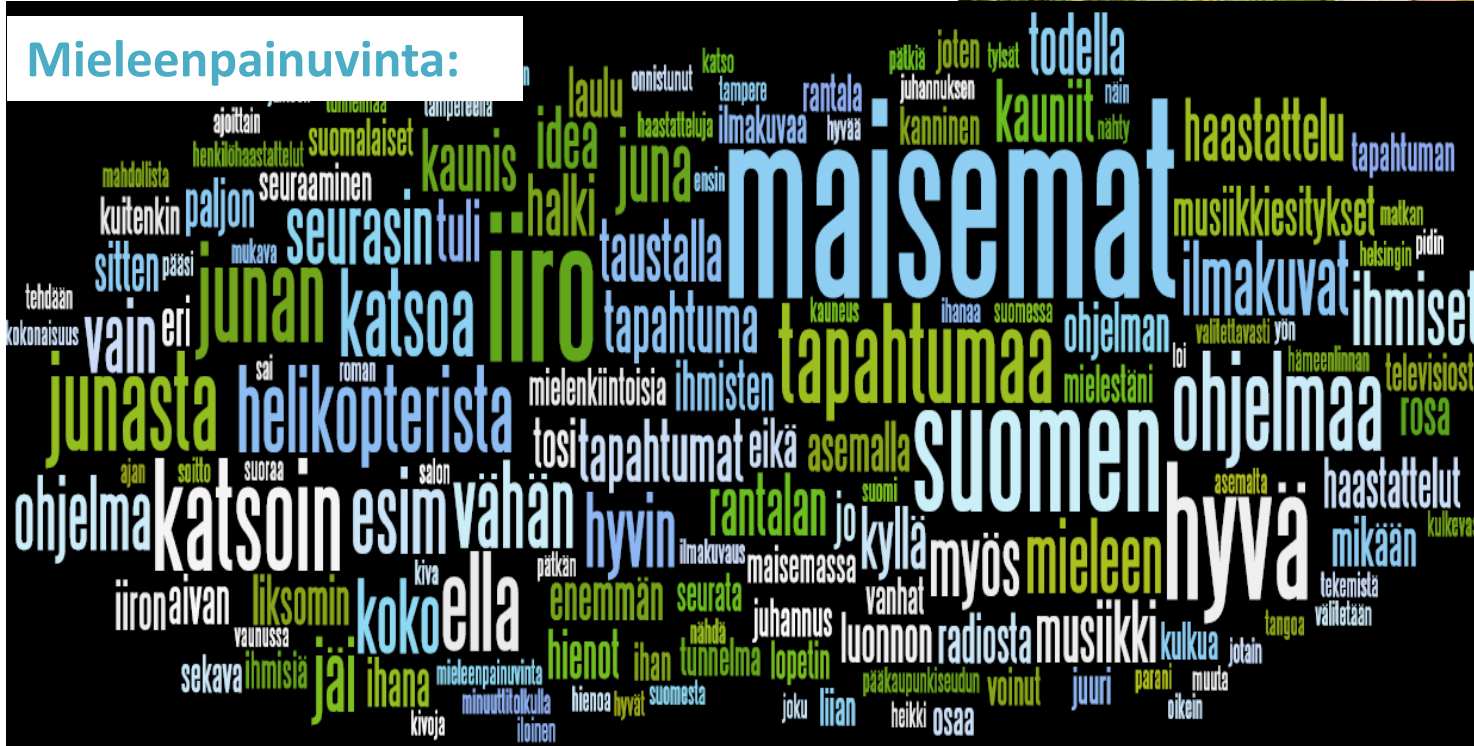 Mieleenpainuvinta:
pätkiä joten tylsät todella
katso
laulu onnistunut
tampere rantala juhannuksen näin
ajoittain
haastatteluja ilmakuvaa hyvää kanninen kauniit nähty haastattelu tapahtuman
henkilöhaastattelut suomalaiset kaunis idea juna ensin maisemat
mahdollista paljon seuraaminen halki
kuitenkin musiikkiesitykset matkan
sitten pääsi mukava seurasin tuli iiro taustalla ilmakuvat helsingin pidin
tehdään junan katsoa tapahtuma kauneus ihanaa suomessa ohjelman ihmiset
kokonaisuus vain eri tapahtumaa valitettavasti yön
sai roman loi hämeenlinnan
junasta helikopterista mielenkiintoisia ihmisten mielestäni ohjelmaa televisiost
rosa
tosi tapahtumat eikä asemalla suomen
ajan soitto suoraa salon suomi hyvä asemalta haastattelut
ohjelma katsoin esim vähän hyvin rantalan jo kyllä myös mieleen mikään kulkevas
ilmakuvaus
kiva pätkän maisemassa
iiron aivan liksomin koko ella enemmän seurata vanhat tekemistä
vaunussa nähdä juhannus luonnon radiosta musiikki tangoa välitetään
sekava ihmisiä jäi ihana mieleenpainuvinta hienot ihan tunnelma lopetin kulkua jotain
pääkaupunkiseudun voinut juuri parani muuta
kivoja minuuttitolkulla iloinen hienoa hyvät suomesta joku liian heikki osaa oikein